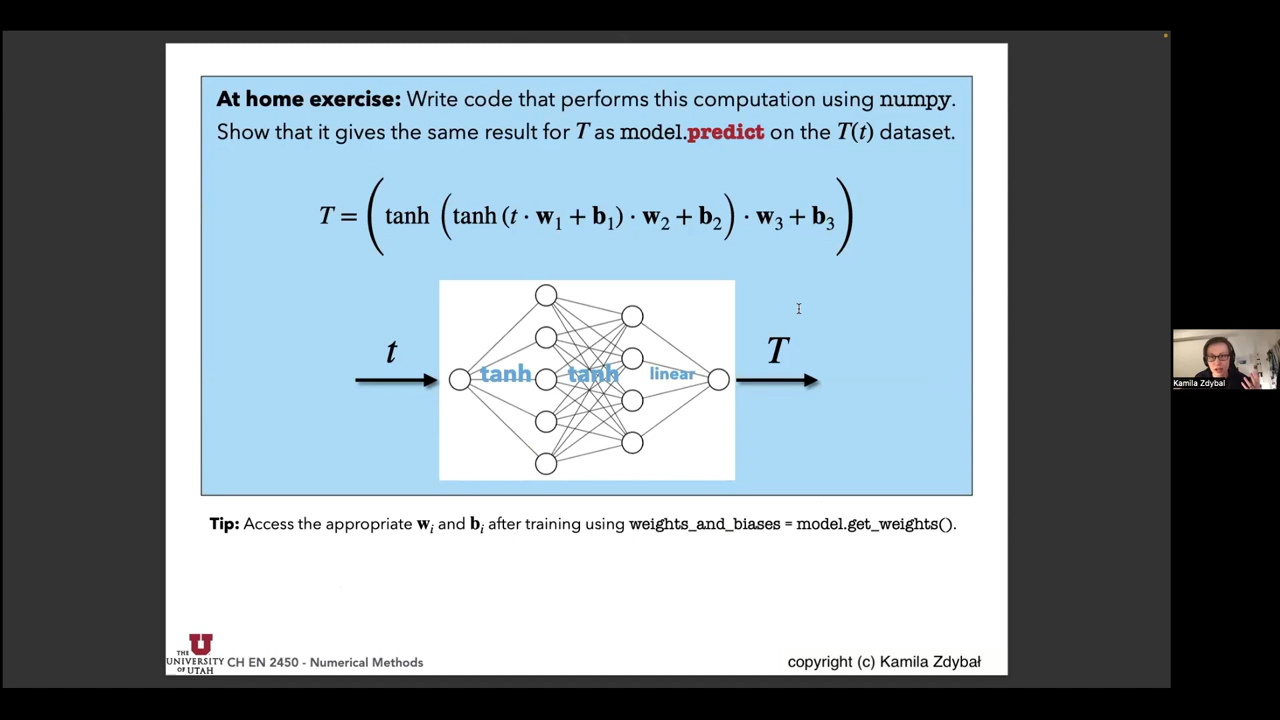 At home exercise: Write code that performs this computation using numpy.
Show that it gives the same result for T as model.predict on the T(t) dataset.
T = ( tanh ( tanh (t · w₁ + b₁) · w₂ + b₂ ) · w₃ + b₃ )
t
T
tanh
tanh
linear
Kamila Zdybal
Tip: Access the appropriate wᵢ and bᵢ after training using weights_and_biases = model.get_weights().
U
THE
UNIVERSITY
OF UTAH
CH EN 2450 - Numerical Methods
copyright (c) Kamila Zdybał